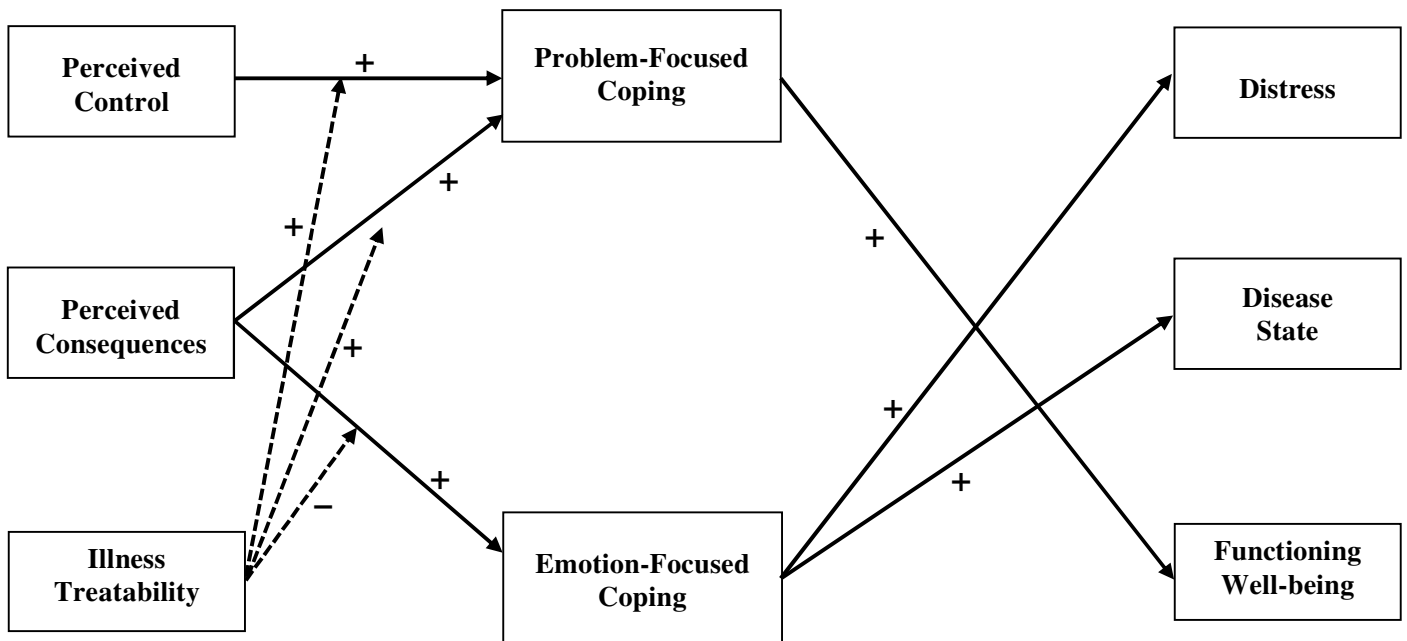 Perceived
Control
+
Problem-Focused
Coping
Distress
+
+
+
Perceived
Consequences
Disease
State
+
+
+
+
−
Illness
Treatability
Emotion-Focused
Coping
Functioning
Well-being